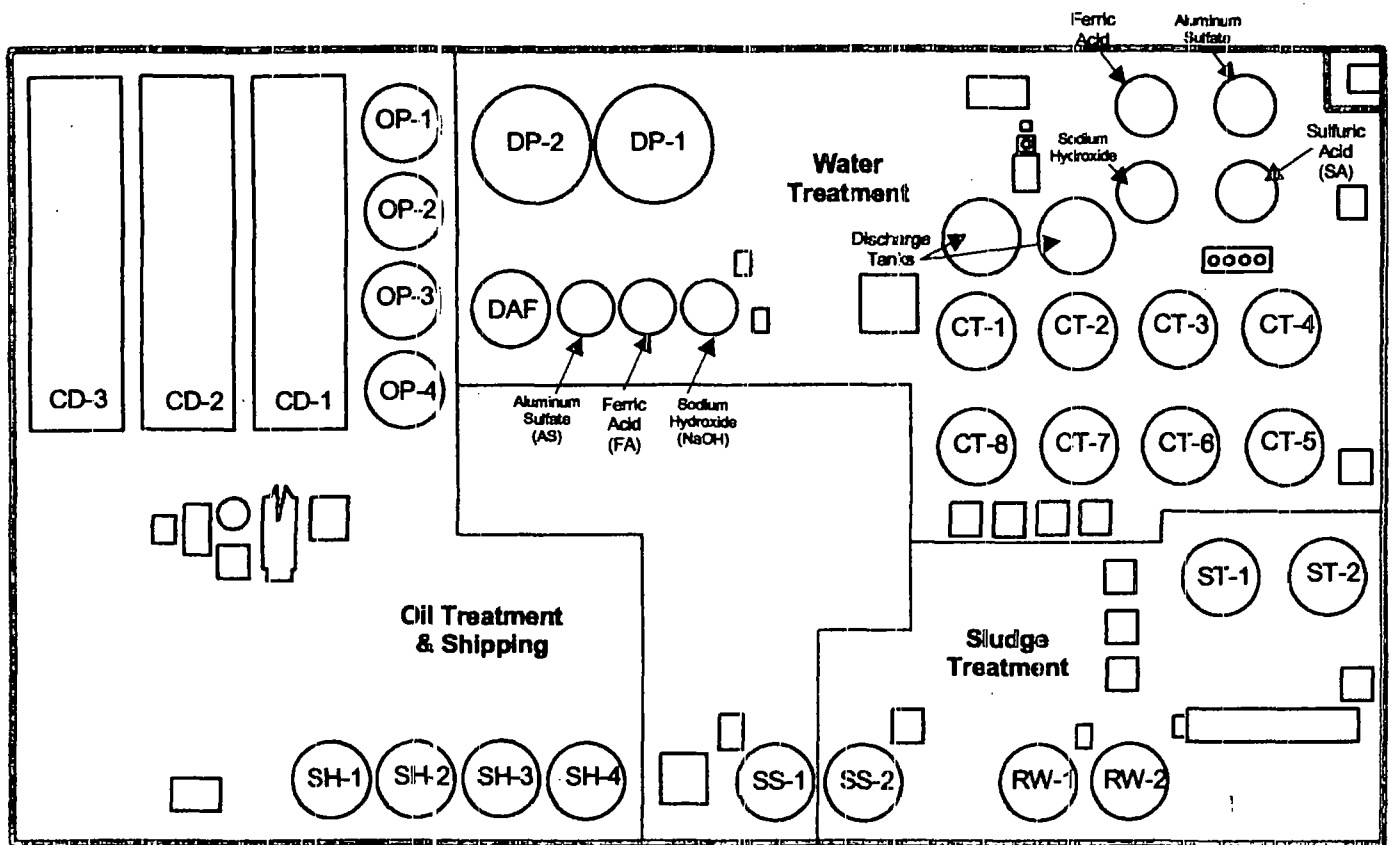 Ferric
Acid
Aluminum
Sulfate
OP-1
DP-2
DP-1
Water
Treatment
Sodium
Hydroxide
Sulfuric
Acid
(SA)
OP-2
Discharge
Tanks
OP-3
DAF
CT-1
CT-2
CT-3
CT-4
CD-3
CD-2
CD-1
OP-4
Aluminum
Sulfate
(AS)
Ferric
Acid
(FA)
Sodium
Hydroxide
(NaOH)
CT-8
CT-7
CT-6
CT-5
ST-1
ST-2
Oil Treatment
& Shipping
Sludge
Treatment
SH-1
SH-2
SH-3
SH-4
SS-1
SS-2
RW-1
RW-2